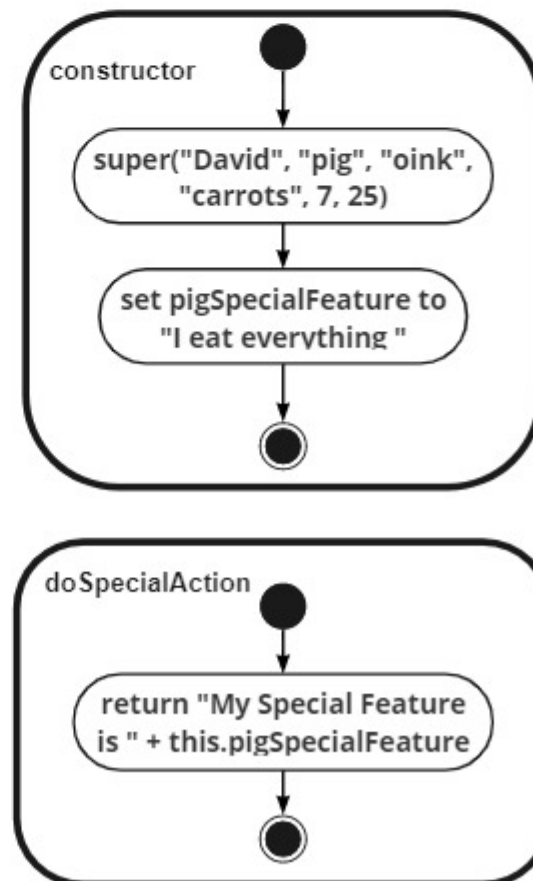 constructor
super("David", "pig", "oink",
"carrots", 7, 25)
set pigSpecialFeature to
"I eat everything "
doSpecialAction
return "My Special Feature
is " + this.pigSpecialFeature